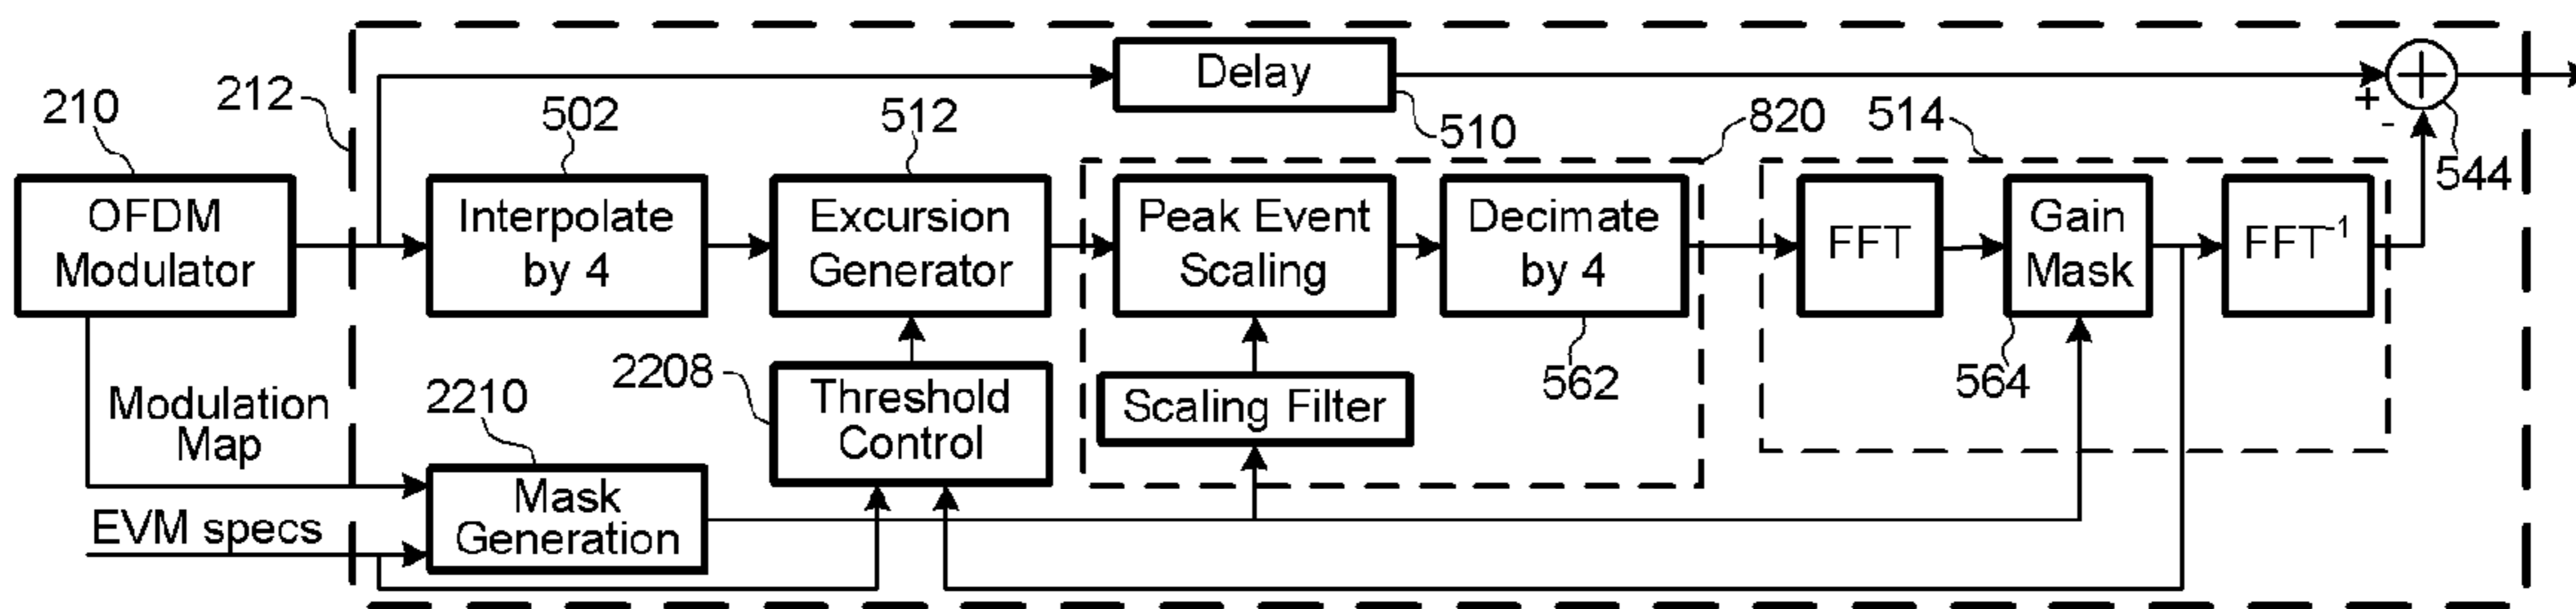 Delay
210
212
502
512
510
820
514
+
-
544
OFDM
Modulator
Interpolate
by 4
Excursion
Generator
Peak Event
Scaling
Decimate
by 4
FFT
Gain
Mask
FFT-1
Modulation
Map
2210
2208
Threshold
Control
Scaling Filter
562
564
EVM specs
Mask
Generation